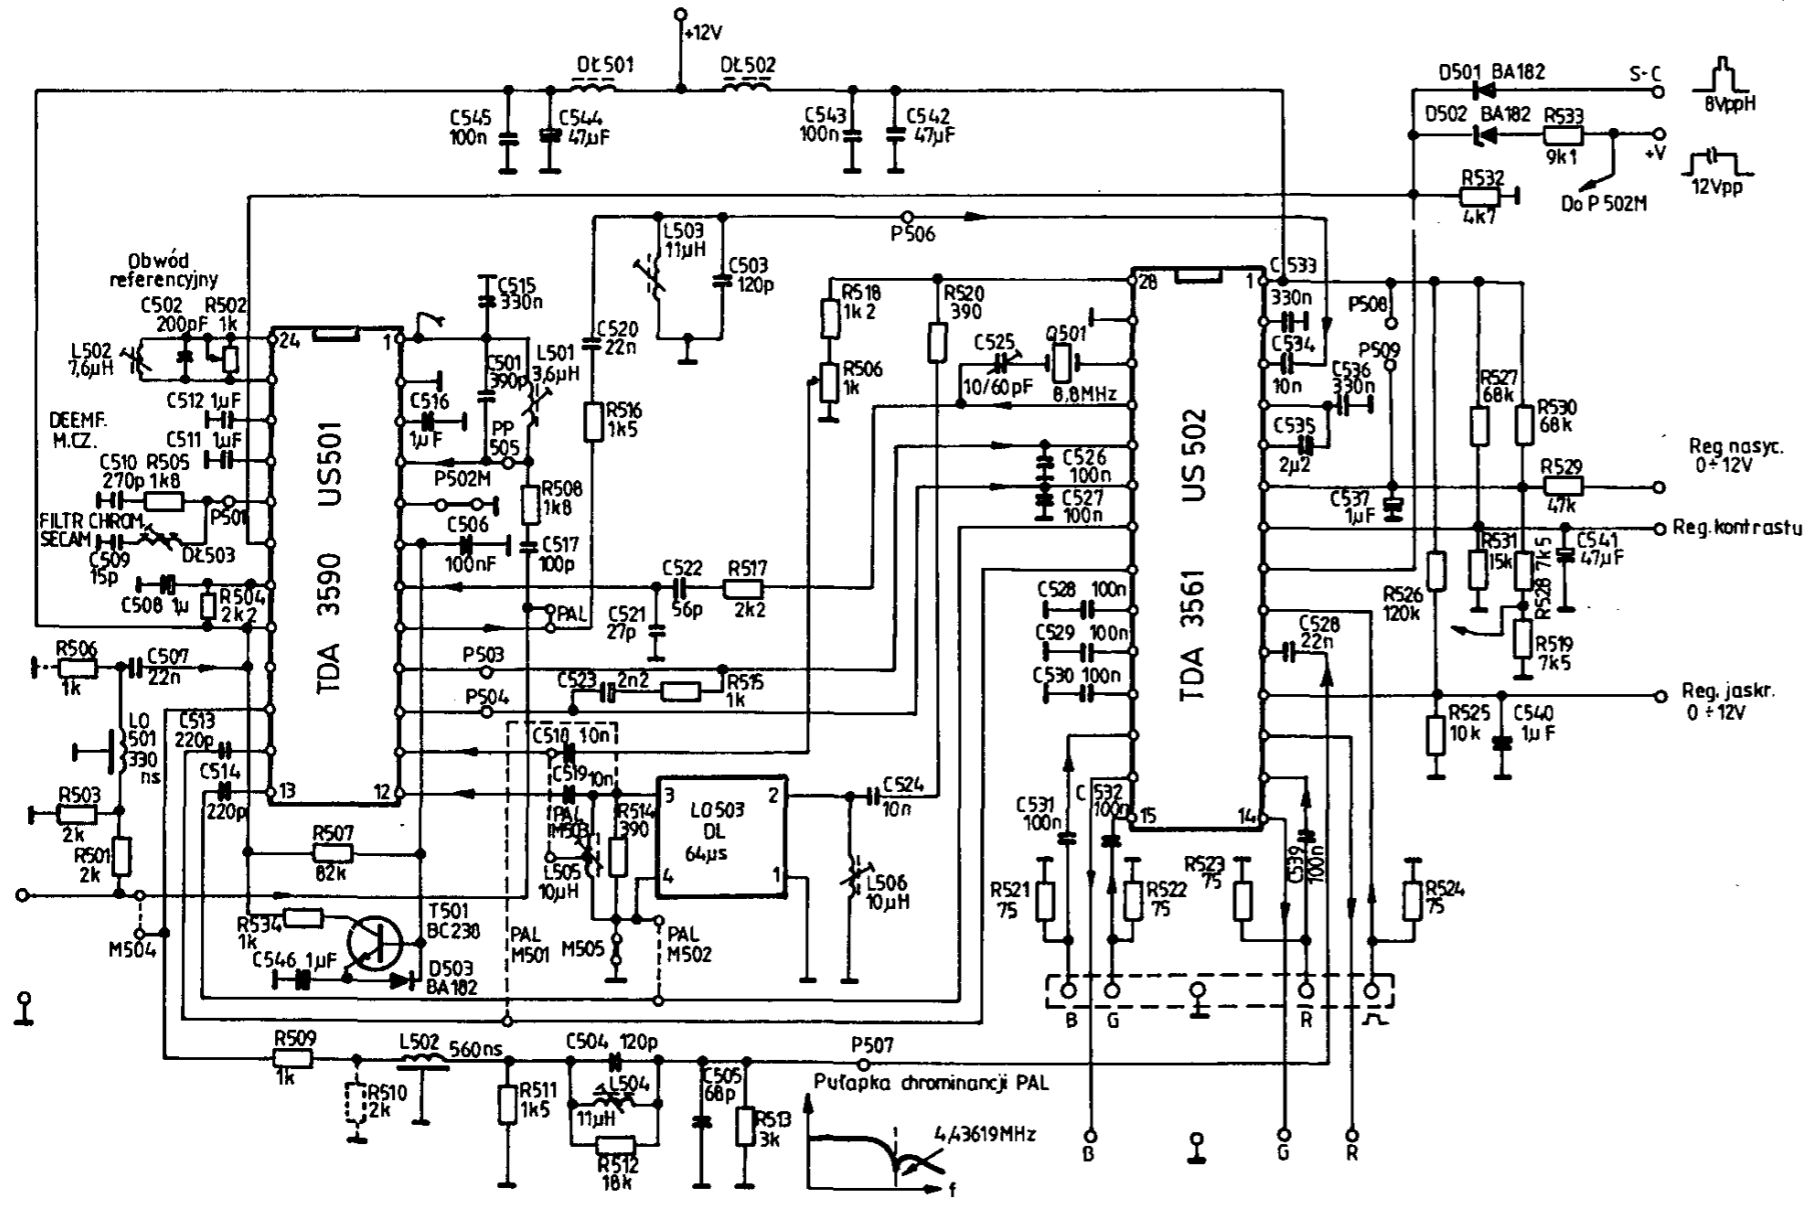 +12V
DŁ501
DŁ502
C545
100n
C544
47µF
C543
100n
C542
47µF
D501 BA182
S-C
8VppH
D502 BA182
R533
9k1
+V
12Vpp
R532
4k7
Do P 502M
Obwód
referencyjny
C502
200pF
R502
1k
L502
7,6µH
C512 1µF
DEEMF.
M.CZ.
C511
1µF
C510
270p
R505
1k8
P501
FILTR CHROM.
SECAM
C509
15p
DŁ503
C508 1µ
R504
2k2
R506
1k
C507
22n
LO
501
330
ns
C513
220p
C514
220p
R503
2k
R501
2k
M504
24
1
US501
TDA 3590
13
12
C515
330n
C501
390p
L501
3,6µH
C516
1µF
PP
505
P502M
R508
1k8
C506
100nF
C517
100p
PAL
P503
P504
R507
82k
R534
1k
T501
BC238
C546 1µF
D503
BA182
L503
11µH
C503
120p
P506
C520
22n
R516
1k5
C522
56p
R517
2k2
C521
27p
C523 2n2
R515
1k
C518 10n
C519
10n
PAL
M503
R514
390
L505
10µH
PAL
M501
M505
PAL
M502
3
2
LO503
DL
64µs
4
1
C524
10n
L506
10µH
R518
1k2
R506
1k
R520
390
C525
10/60pF
Q501
8,8MHz
C526
100n
C527
100n
C528 100n
C529 100n
C530 100n
28
1
US 502
TDA 3561
15
14
C533
330n
C534
10n
C536
330n
C535
2µ2
P508
P509
C537
1µF
R527
68k
R530
68k
R529
47k
Reg nasyc.
0÷12V
Reg.kontrastu
R531
15k
7k5
R528
C541
47µF
R526
120k
C528
22n
R519
7k5
Reg. jaskr.
0÷12V
R525
10k
C540
1µF
C531
100n
C532
100n
R521
75
R522
75
R523
75
C539
100n
R524
75
B
G
R
R509
1k
R510
2k
L502
560ns
R511
1k5
C504 120p
L504
11µH
R512
18k
C505
68p
R513
3k
P507
Pułapka chrominancji PAL
4,43619MHz
f
B
G
R